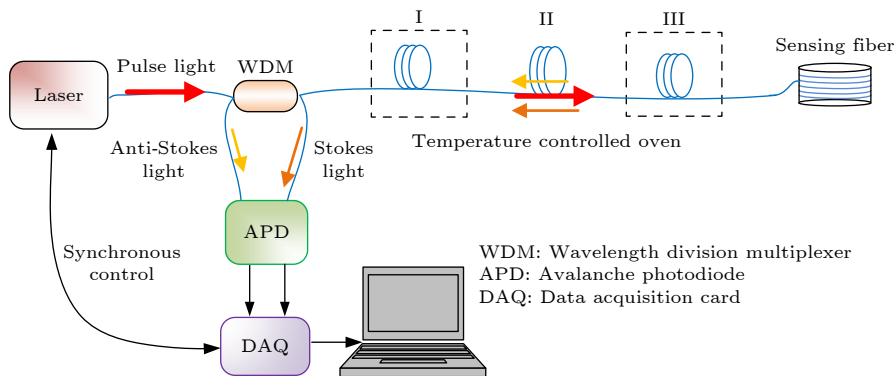 I
II
III
Sensing fiber
Pulse light
WDM
Laser
Anti-Stokes
light
Stokes
light
Temperature controlled oven
APD
Synchronous
control
WDM: Wavelength division multiplexer
APD: Avalanche photodiode
DAQ: Data acquisition card
DAQ